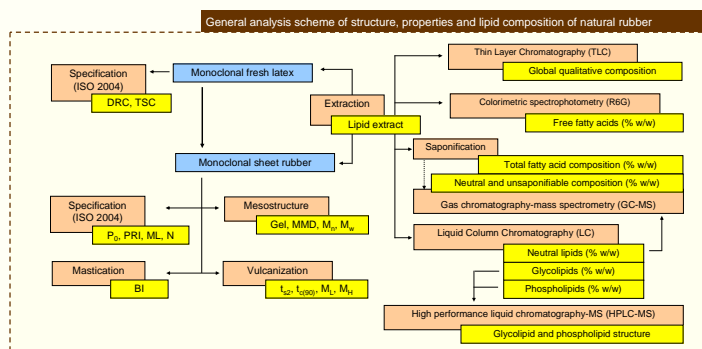 General analysis scheme of structure, properties and lipid composition of natural rubber
Specification
(ISO 2004)
DRC, TSC
Monoclonal fresh latex
Extraction
Lipid extract
Monoclonal sheet rubber
Specification
(ISO 2004)
P0, PRI, ML, N
Mesostructure
Gel, MMD, Mn, Mw
Mastication
BI
Vulcanization
ts2, tc(90), ML, MH
Thin Layer Chromatography (TLC)
Global qualitative composition
Colorimetric spectrophotometry (R6G)
Free fatty acids (% w/w)
Saponification
Total fatty acid composition (% w/w)
Neutral and unsaponifiable composition (% w/w)
Gas chromatography-mass spectrometry (GC-MS)
Liquid Column Chromatography (LC)
Neutral lipids (% w/w)
Glycolipids (% w/w)
Phospholipids (% w/w)
High performance liquid chromatography-MS (HPLC-MS)
Glycolipid and phospholipid structure